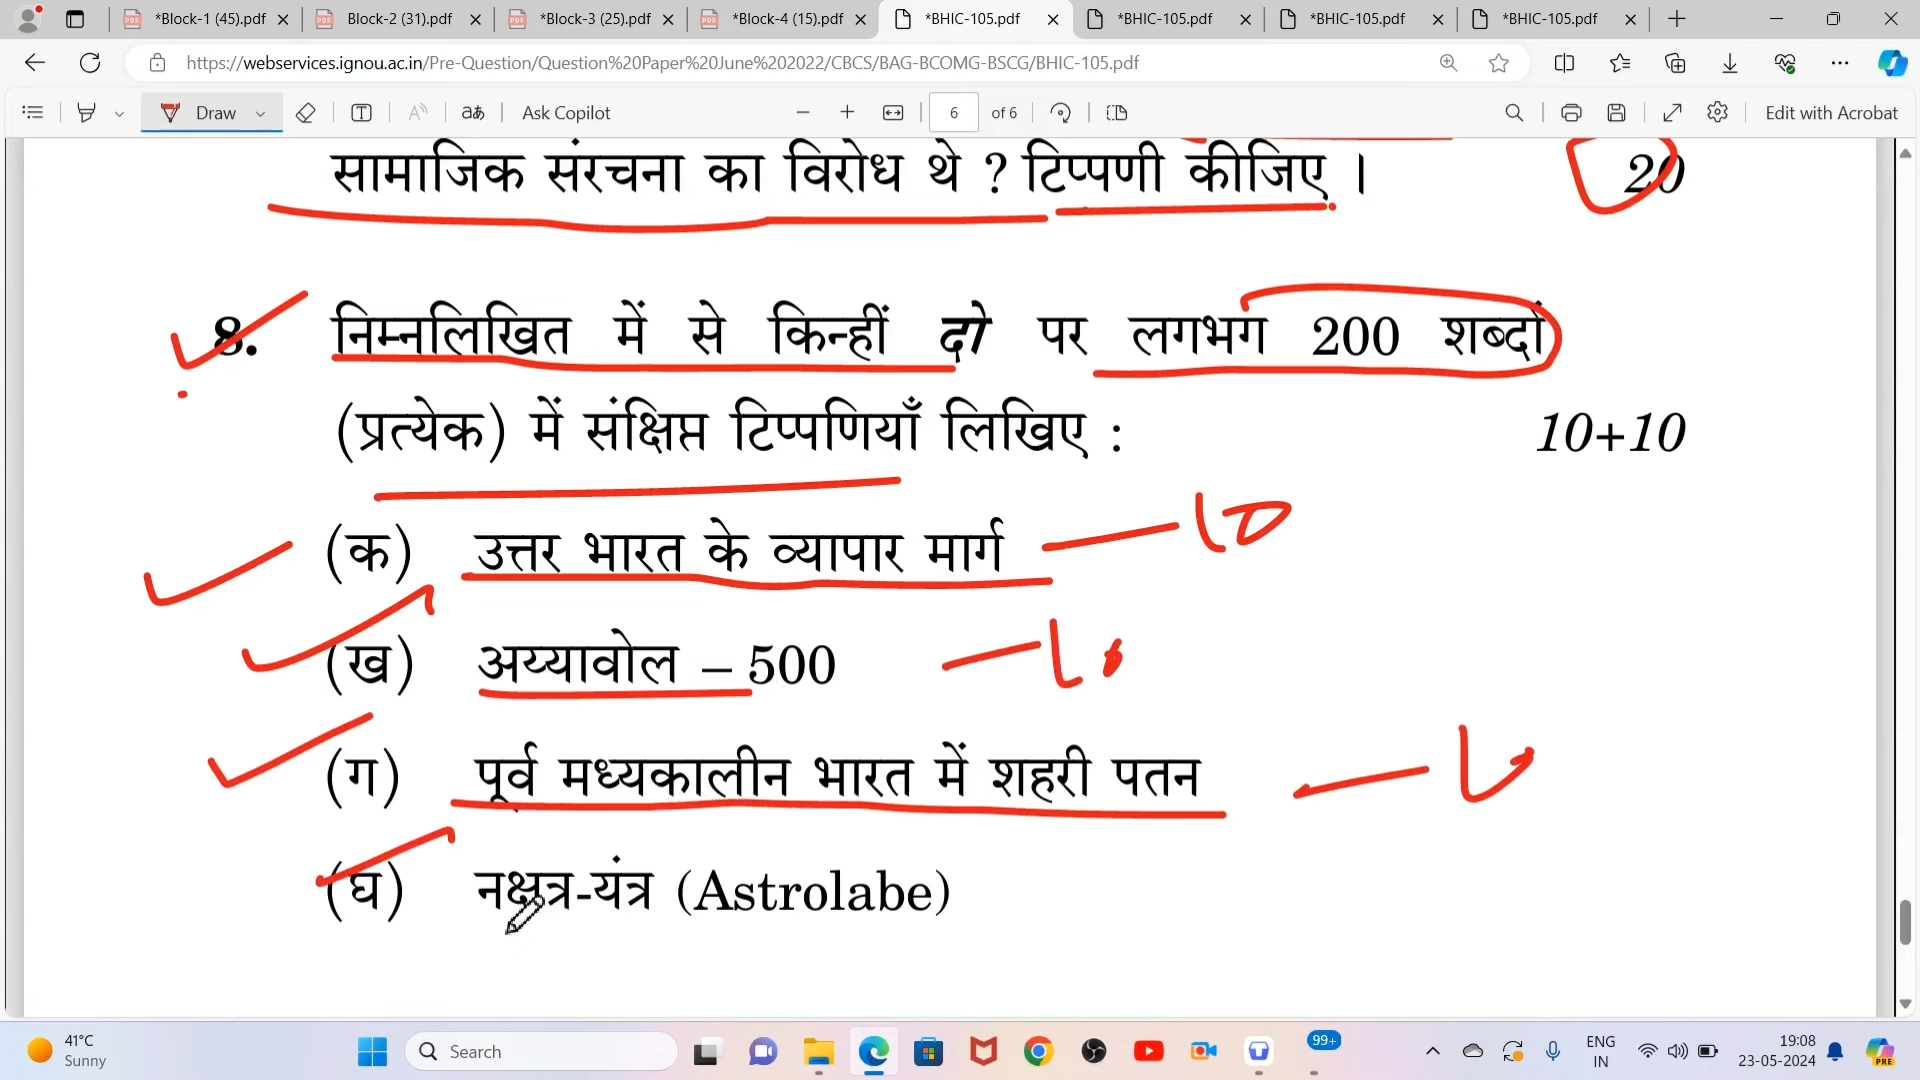 *Block-1 (45).pdf
Block-2 (31).pdf
*Block-3 (25).pdf
*Block-4 (15).pdf
*BHIC-105.pdf
*BHIC-105.pdf
*BHIC-105.pdf
*BHIC-105.pdf
https://webservices.ignou.ac.in/Pre-Question/Question%20Paper%20June%202022/CBCS/BAG-BCOMG-BSCG/BHIC-105.pdf
Draw
Ask Copilot
6 of 6
Edit with Acrobat
सामाजिक संरचना का विरोध थे ? टिप्पणी कीजिए । 20
8. निम्नलिखित में से किन्हीं दो पर लगभग 200 शब्दों
(प्रत्येक) में संक्षिप्त टिप्पणियाँ लिखिए : 10+10
(क) उत्तर भारत के व्यापार मार्ग 10
(ख) अय्यावोल – 500
(ग) पूर्व मध्यकालीन भारत में शहरी पतन
(घ) नक्षत्र-यंत्र (Astrolabe)
41°C
Sunny
Search
99+
ENG
IN
19:08
23-05-2024